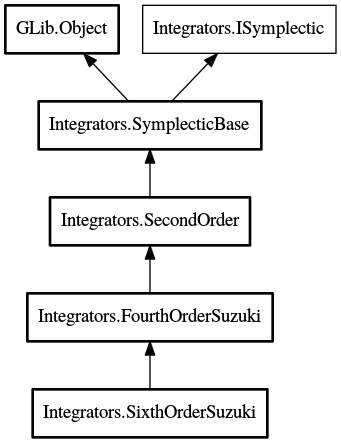 GLib.Object
Integrators.ISymplectic
Integrators.SymplecticBase
Integrators.SecondOrder
Integrators.FourthOrderSuzuki
Integrators.SixthOrderSuzuki